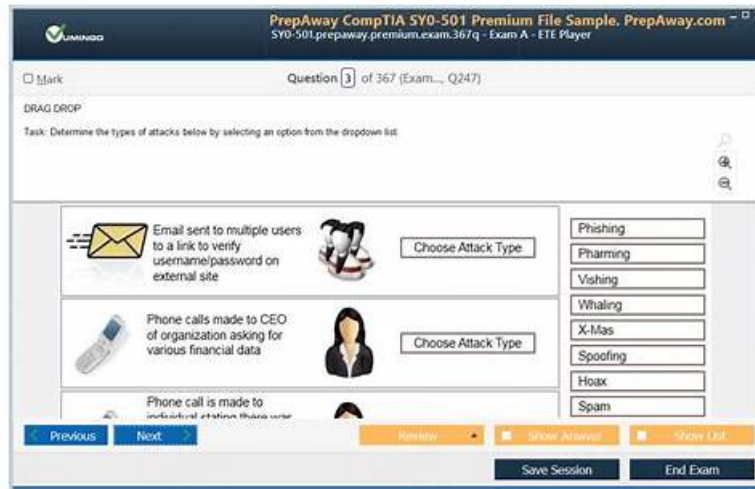 PrepAway CompTIA SY0-501 Premium File Sample. PrepAway.com
VUMINGO
SY0-501.prepaway.premium.exam.367q - Exam A - ETE Player
Mark
Question 3 of 367 (Exam..., Q247)
DRAG DROP
Task: Determine the types of attacks below by selecting an option from the dropdown list
Email sent to multiple users
to a link to verify
username/password on
external site
Choose Attack Type
Phone calls made to CEO
of organization asking for
various financial data
Choose Attack Type
Phone call is made to
individual stating there was
Phishing
Pharming
Vishing
Whaling
X-Mas
Spoofing
Hoax
Spam
Previous
Next
Review
Show Answer
Show List
Save Session
End Exam